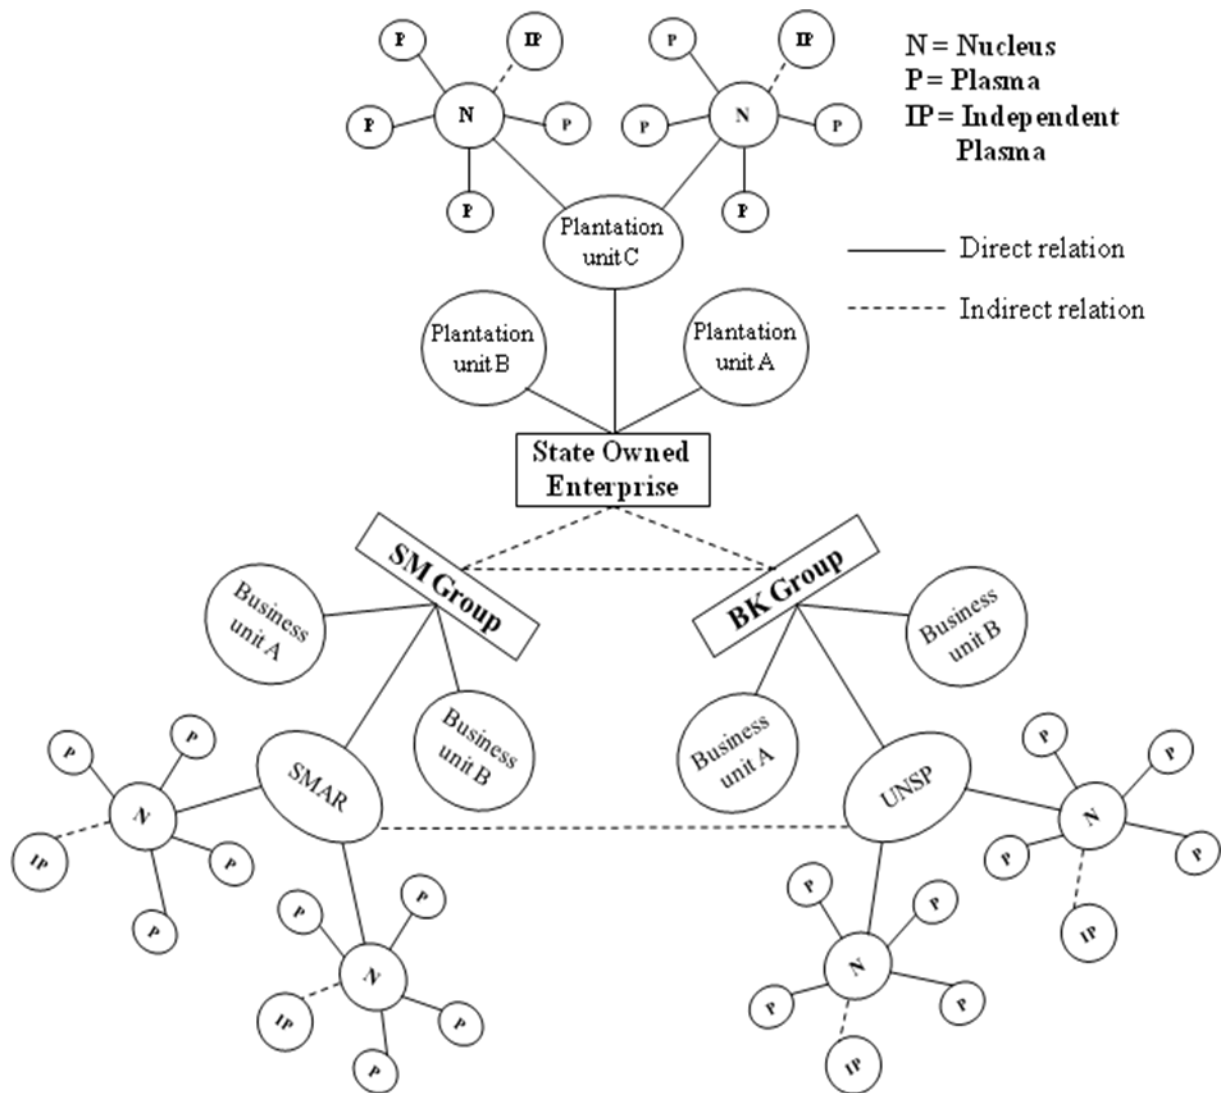 P
IP
P
IP
N = Nucleus
P = Plasma
IP = Independent
Plasma
N
N
P
P
P
P
P
P
Plantation
unit C
Direct relation
Indirect relation
Plantation
unit B
Plantation
unit A
State Owned
Enterprise
SM Group
BK Group
Business
unit A
Business
unit B
Business
unit B
Business
unit A
SMAR
UNSP
P
P
N
IP
P
P
P
P
N
IP
P
P
P
P
N
P
P
IP
P
P
N
P
P
IP